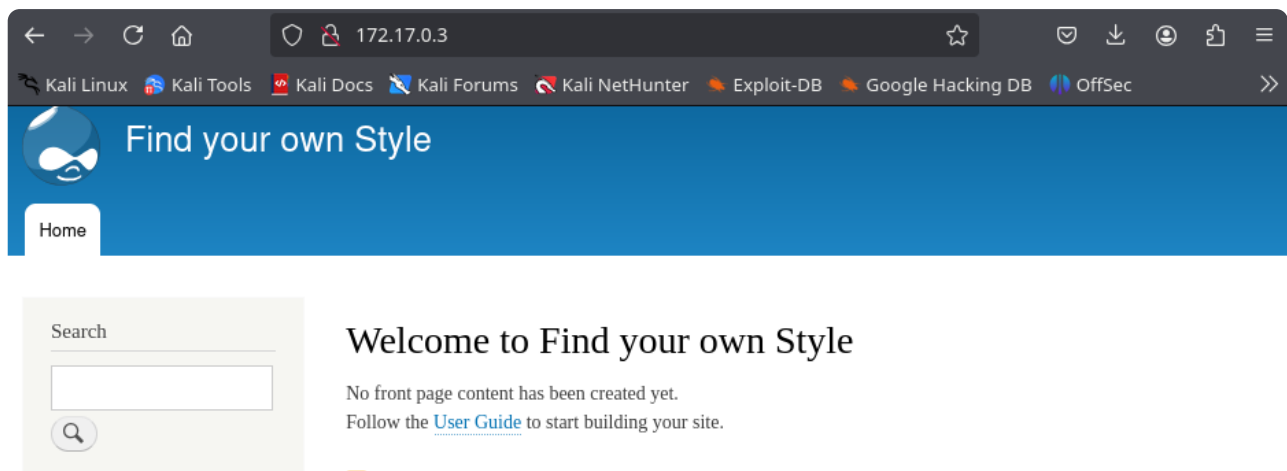 172.17.0.3
Kali Linux Kali Tools Kali Docs Kali Forums Kali NetHunter Exploit-DB Google Hacking DB OffSec
Find your own Style
Home
Search
Welcome to Find your own Style
No front page content has been created yet.
Follow the User Guide to start building your site.